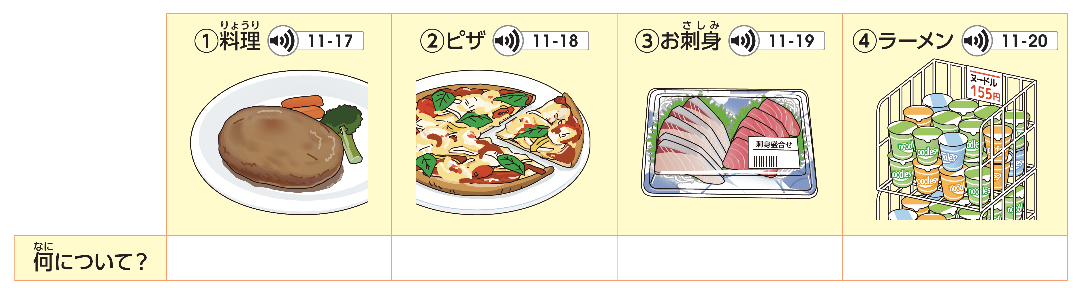 りょうり
①料理 11-17
②ピザ 11-18
さしみ
③お刺身 11-19
④ラーメン 11-20
ヌードル
155円
刺身盛合せ
noodles
なに
何について？